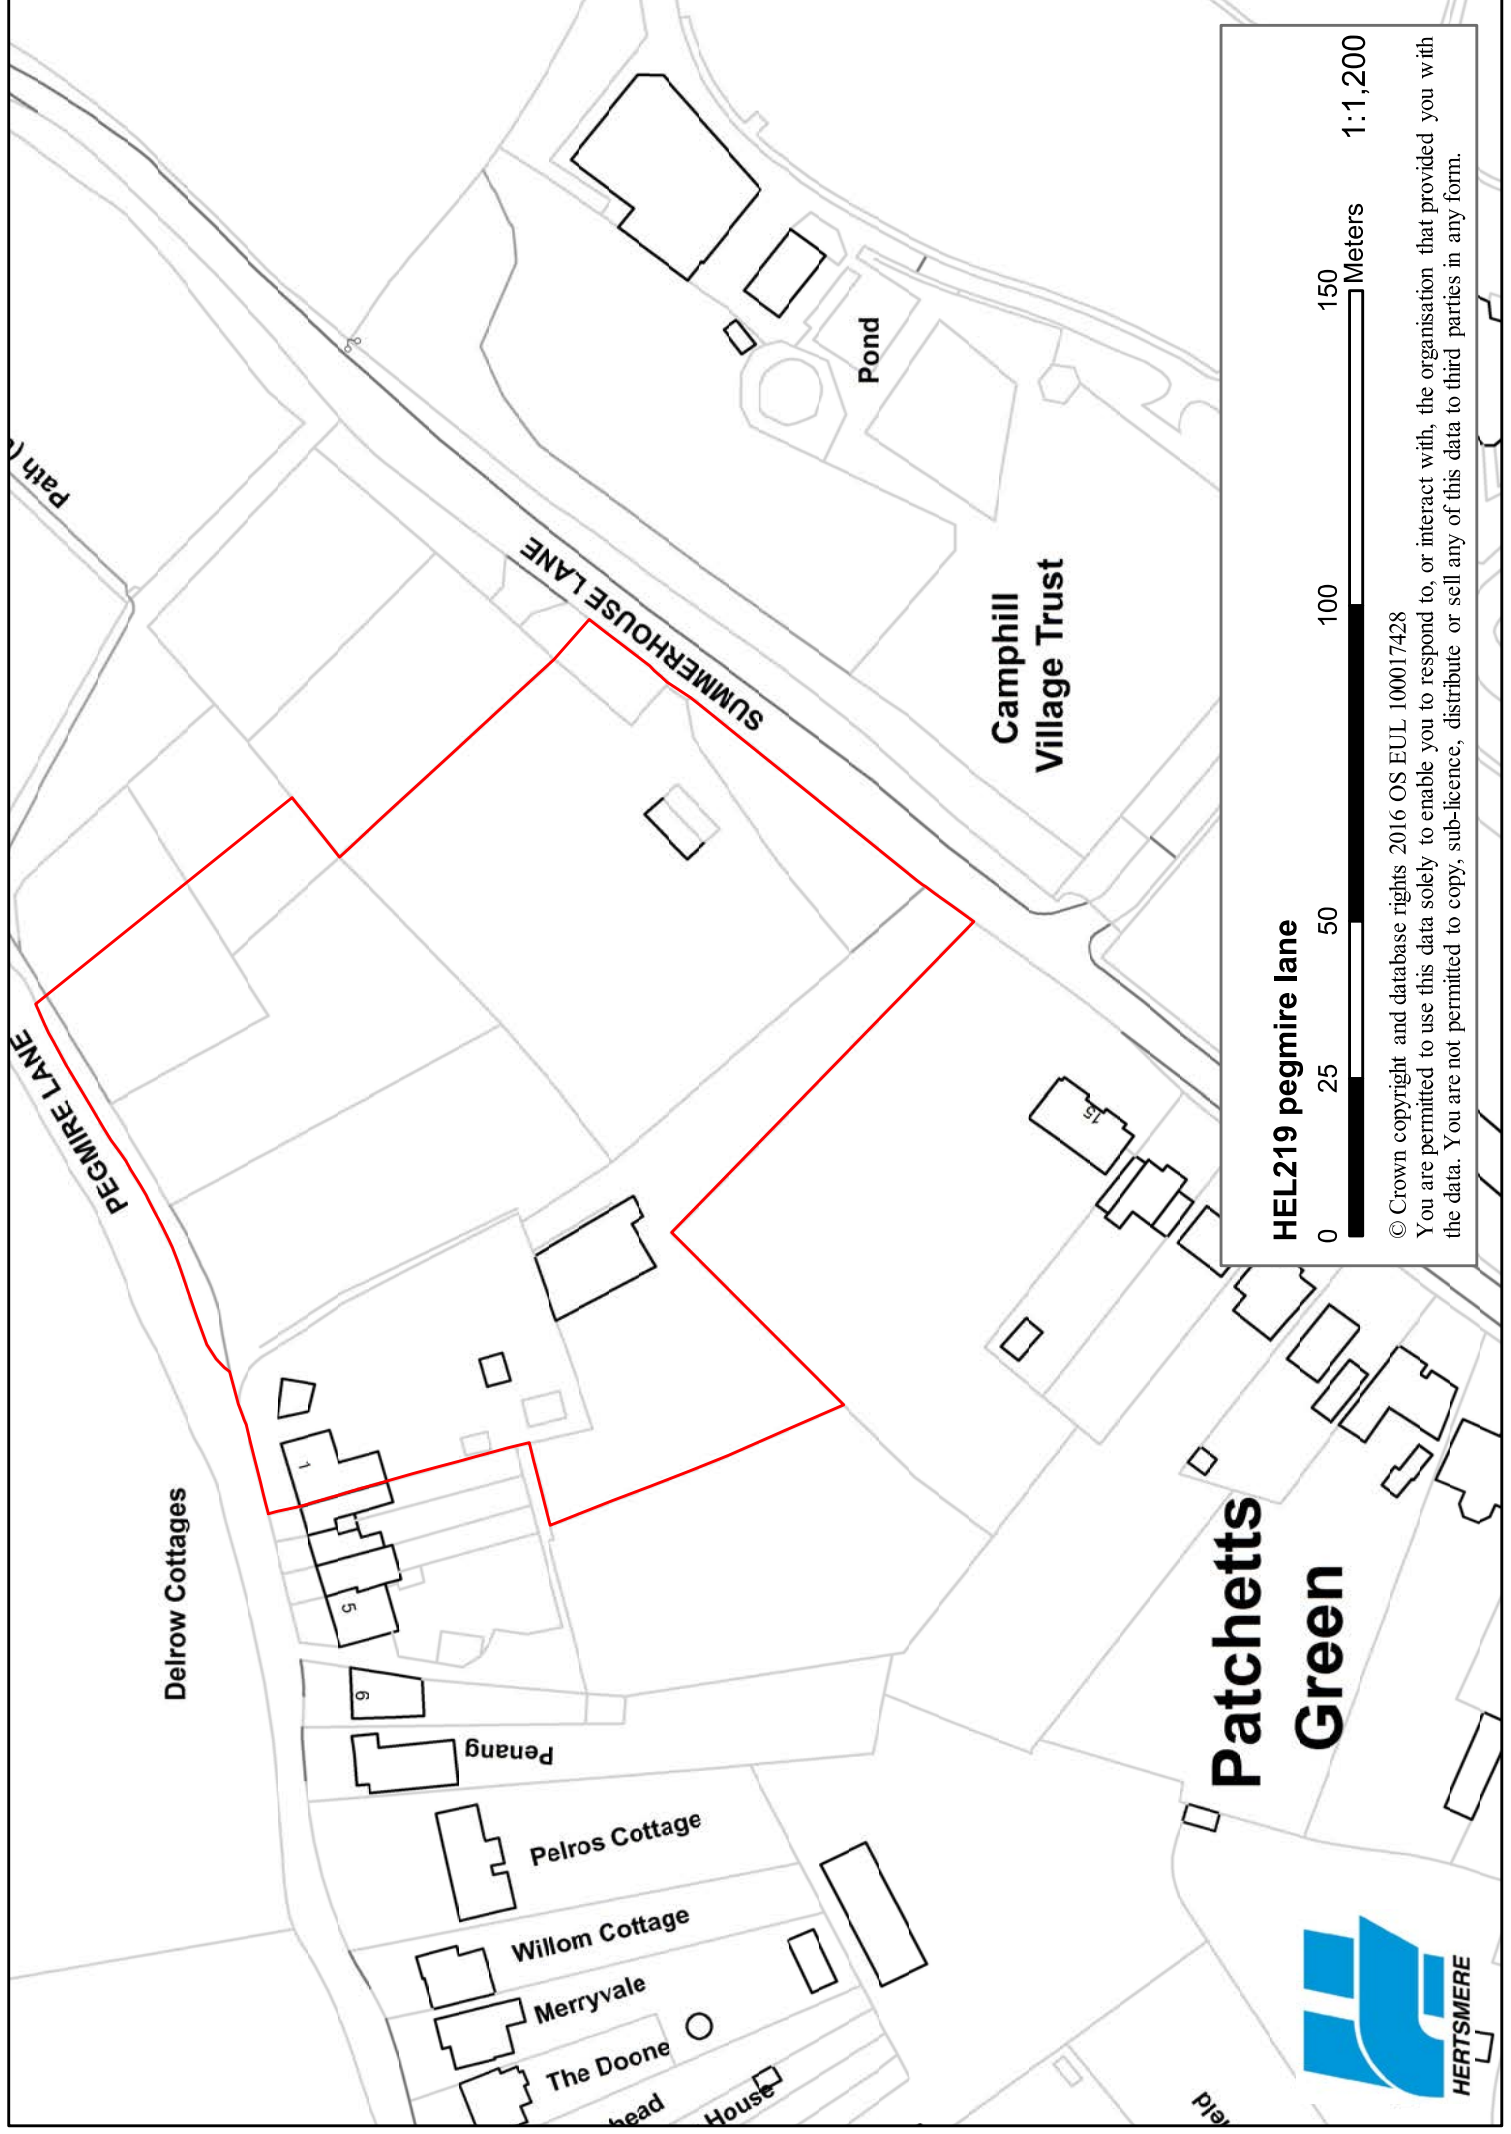 Path (
PEGMIRE LANE
SUMMERHOUSE LANE
Pond
Camphill
Village Trust
Delrow Cottages
1
5
6
Penang
Pelros Cottage
Willom Cottage
Merryvale
The Doone
House
15
Patchetts
Green
HERTSMERE
HEL219 pegmire lane
0 25 50 100 150
Meters
1:1,200
© Crown copyright and database rights 2016 OS EUL 100017428
You are permitted to use this data solely to enable you to respond to, or interact with, the organisation that provided you with
the data. You are not permitted to copy, sub-licence, distribute or sell any of this data to third parties in any form.